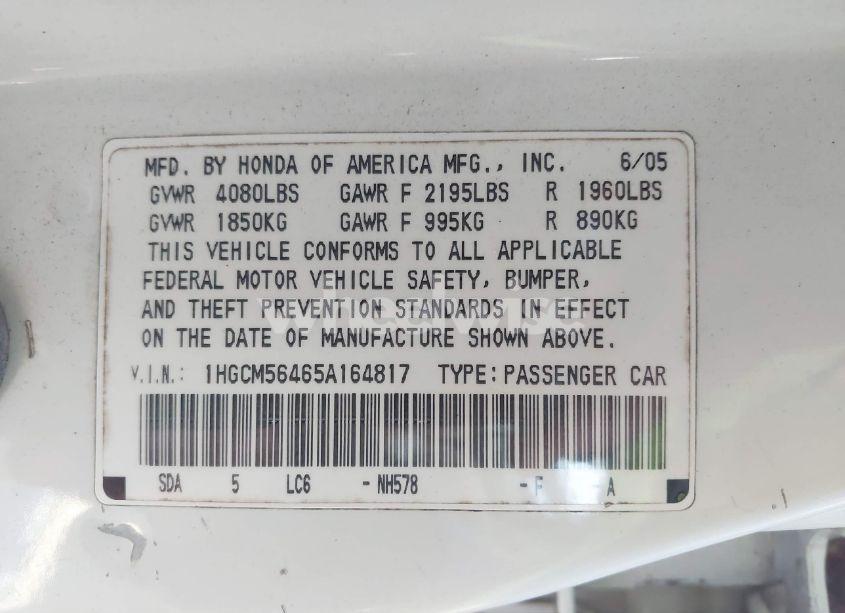 MFD. BY HONDA OF AMERICA MFG., INC. 6/05
GVWR 4080LBS GAWR F 2195LBS R 1960LBS
GVWR 1850KG GAWR F 995KG R 890KG
THIS VEHICLE CONFORMS TO ALL APPLICABLE
FEDERAL MOTOR VEHICLE SAFETY, BUMPER,
AND THEFT PREVENTION STANDARDS IN EFFECT
ON THE DATE OF MANUFACTURE SHOWN ABOVE.
V.I.N.: 1HGCM56465A164817 TYPE: PASSENGER CAR
SDA 5 LC6 - NH578 - F - A